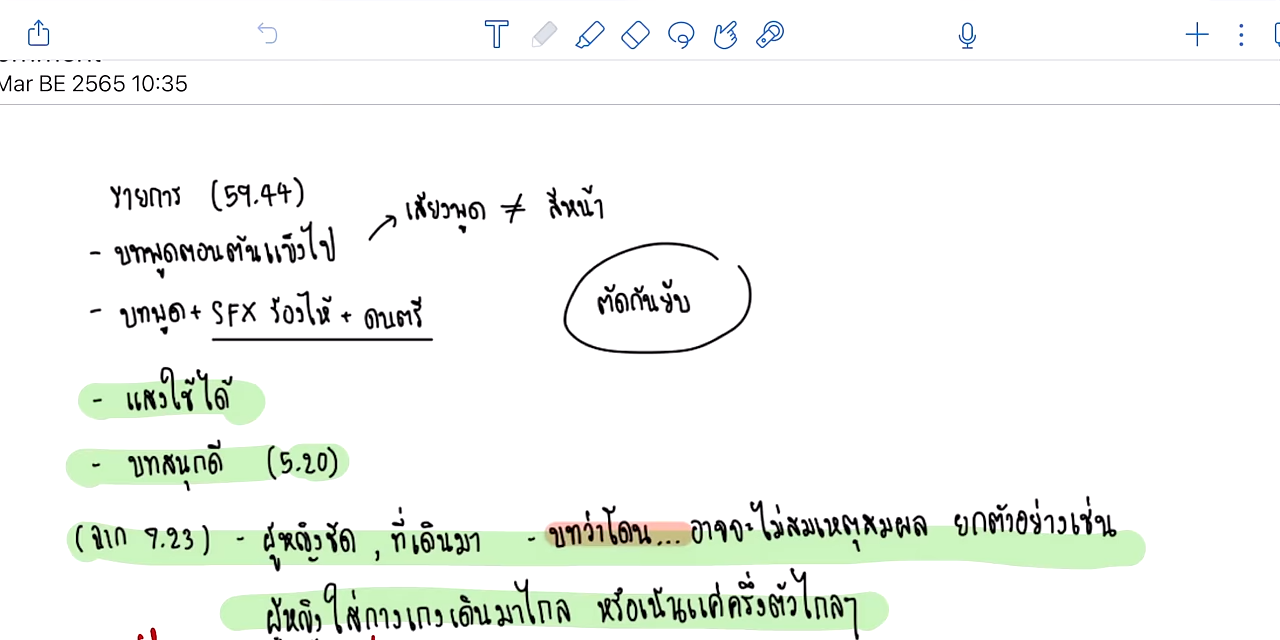 Mar BE 2565 10:35
รายการ (59.44)
- บทพูดตอนต้นแข็งไป → เสียงพูด ≠ สีหน้า
- บทพูด + SFX ร้องไห้ + ดนตรี
ตัดกันยับ
- แสงใช้ได้
- บทสนุกดี (5.20)
(ฉาก 7.23) - ผู้หญิงชัด, ที่เดินมา - บทว่าโดน... อาจจะไม่สมเหตุสมผล ยกตัวอย่างเช่น
ผู้หญิงใส่กางเกงเดินมาไกล หรือเน้นแค่ครึ่งตัวไกลๆ